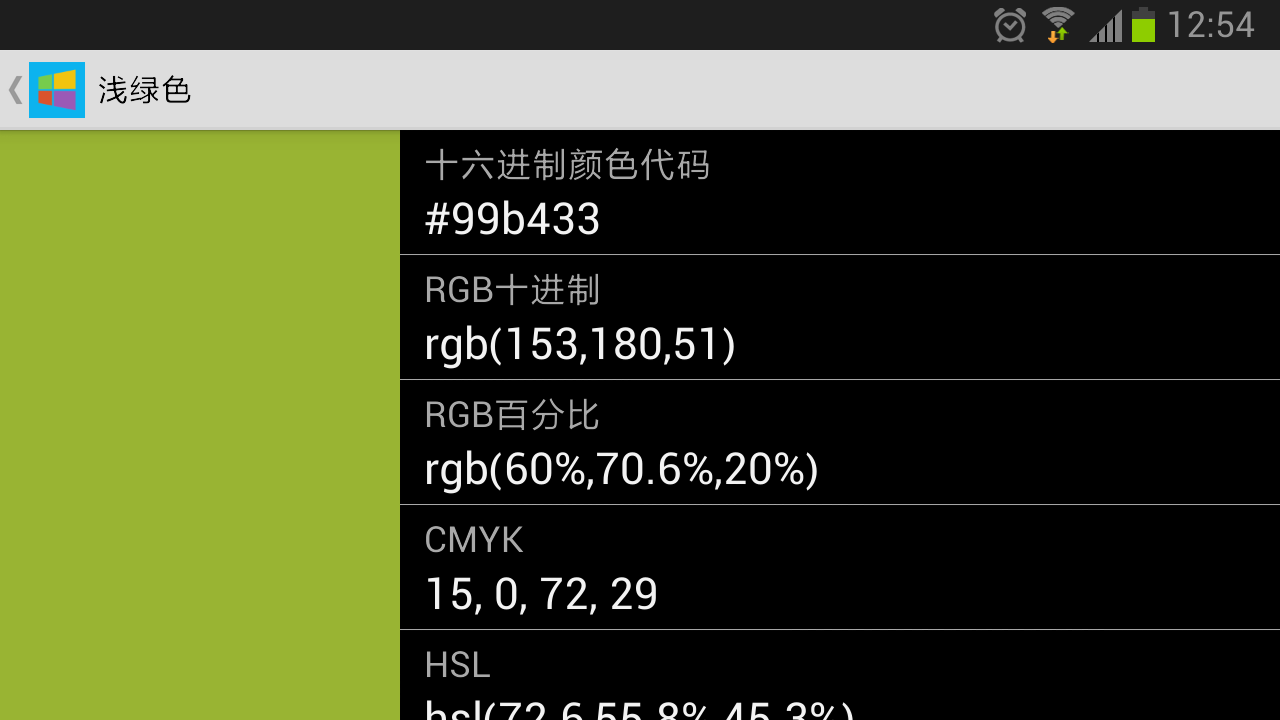 12:54
浅绿色
十六进制颜色代码
#99b433
RGB十进制
rgb(153,180,51)
RGB百分比
rgb(60%,70.6%,20%)
CMYK
15, 0, 72, 29
HSL
hsl(72.6,55.8%,45.3%)